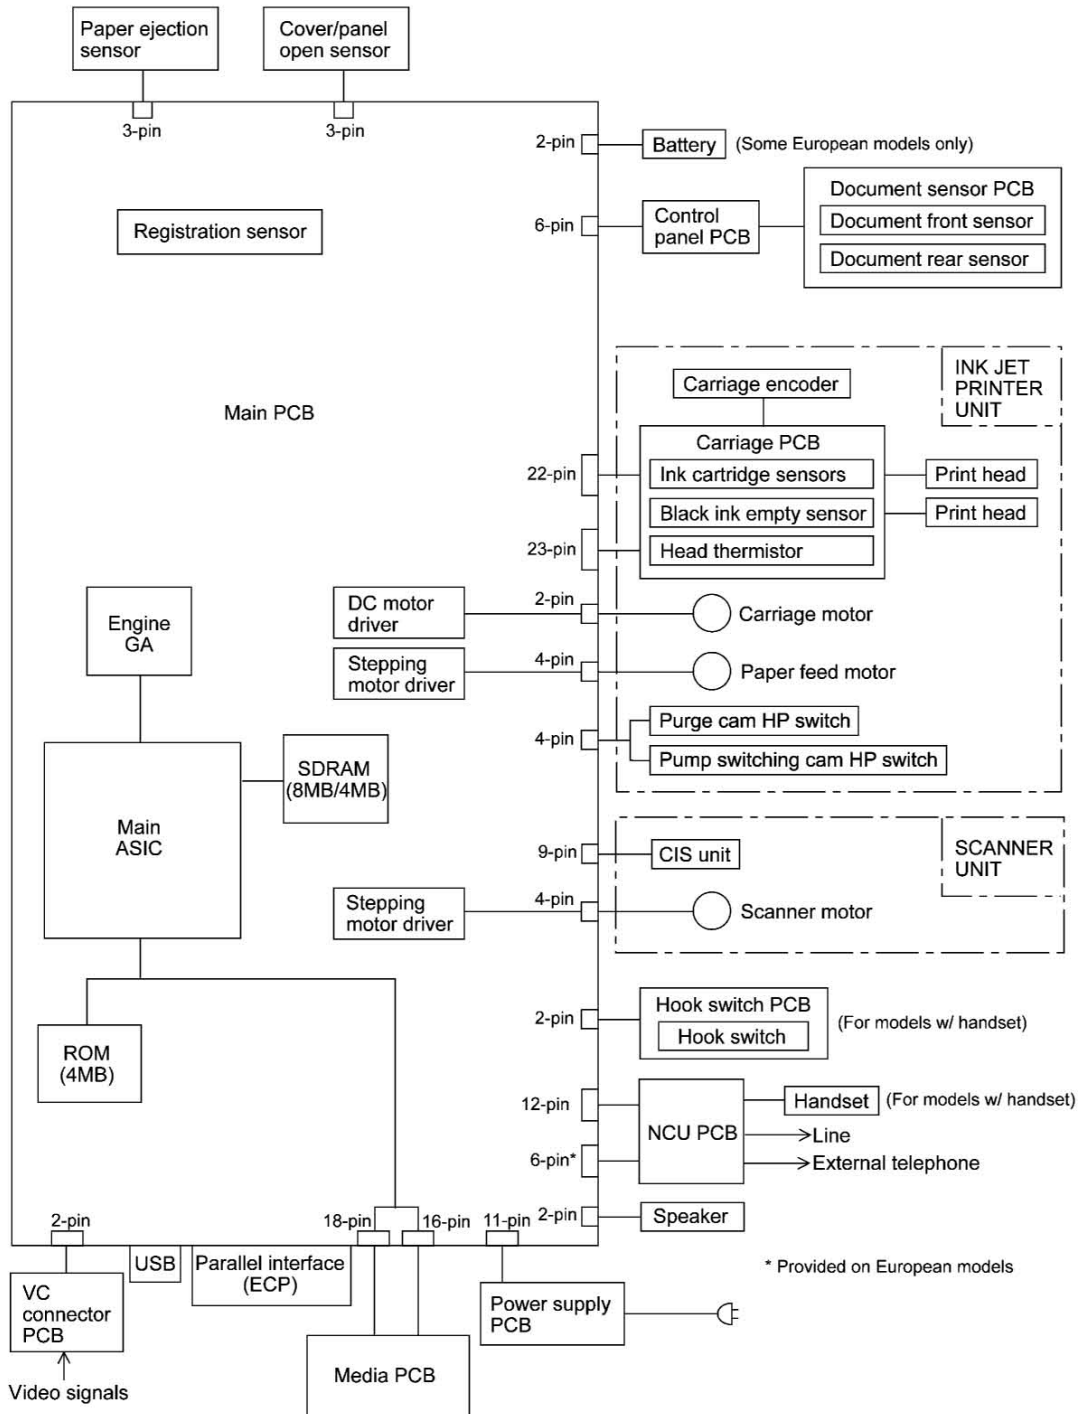 Paper ejection
sensor
Cover/panel
open sensor
3-pin
3-pin
2-pin
Battery
(Some European models only)
Registration sensor
6-pin
Control
panel PCB
Document sensor PCB
Document front sensor
Document rear sensor
Main PCB
INK JET
PRINTER
UNIT
Carriage encoder
Carriage PCB
22-pin
Ink cartridge sensors
Print head
Black ink empty sensor
Print head
23-pin
Head thermistor
Engine
GA
DC motor
driver
2-pin
Carriage motor
Stepping
motor driver
4-pin
Paper feed motor
4-pin
Purge cam HP switch
Pump switching cam HP switch
SDRAM
(8MB/4MB)
Main
ASIC
9-pin
CIS unit
SCANNER
UNIT
Stepping
motor driver
4-pin
Scanner motor
2-pin
Hook switch PCB
Hook switch
(For models w/ handset)
ROM
(4MB)
12-pin
NCU PCB
Handset
(For models w/ handset)
Line
6-pin*
External telephone
2-pin
Speaker
2-pin
18-pin
16-pin
11-pin
USB
Parallel interface
(ECP)
* Provided on European models
VC
connector
PCB
Power supply
PCB
Media PCB
Video signals